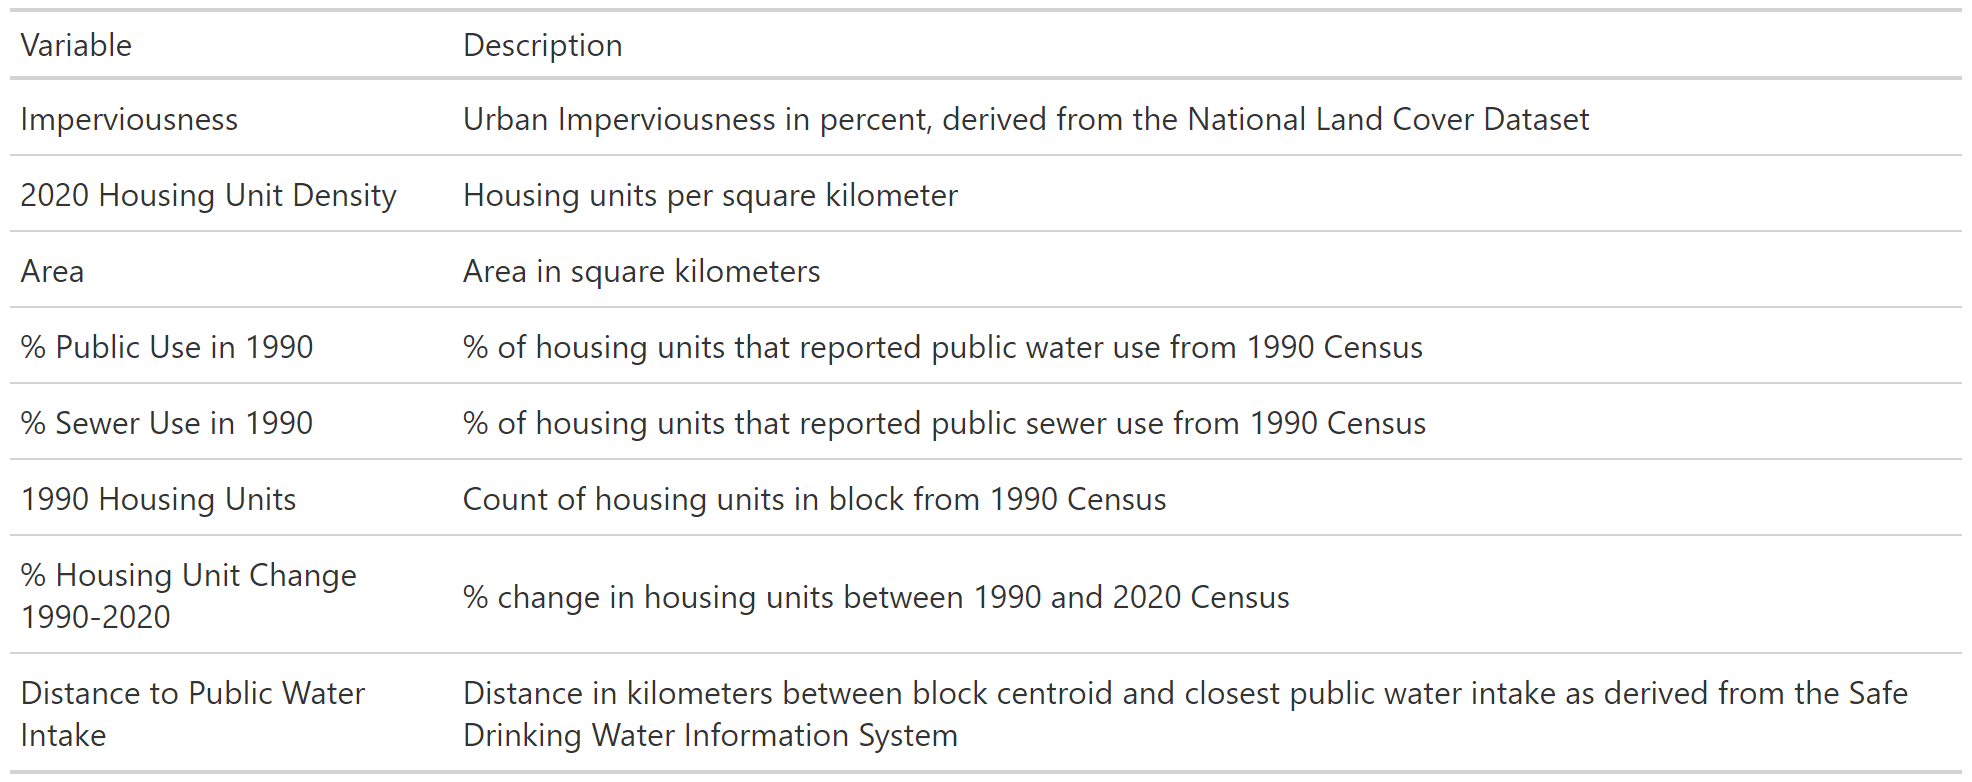 Variable Description
Imperviousness Urban Imperviousness in percent, derived from the National Land Cover Dataset
2020 Housing Unit Density Housing units per square kilometer
Area Area in square kilometers
% Public Use in 1990 % of housing units that reported public water use from 1990 Census
% Sewer Use in 1990 % of housing units that reported public sewer use from 1990 Census
1990 Housing Units Count of housing units in block from 1990 Census
% Housing Unit Change
1990-2020
% change in housing units between 1990 and 2020 Census
Distance to Public Water
Intake
Distance in kilometers between block centroid and closest public water intake as derived from the Safe
Drinking Water Information System